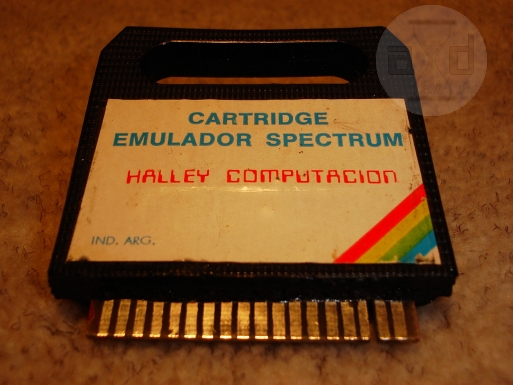 CARTRIDGE
EMULADOR SPECTRUM
HALLEY COMPUTACION
IND. ARG.